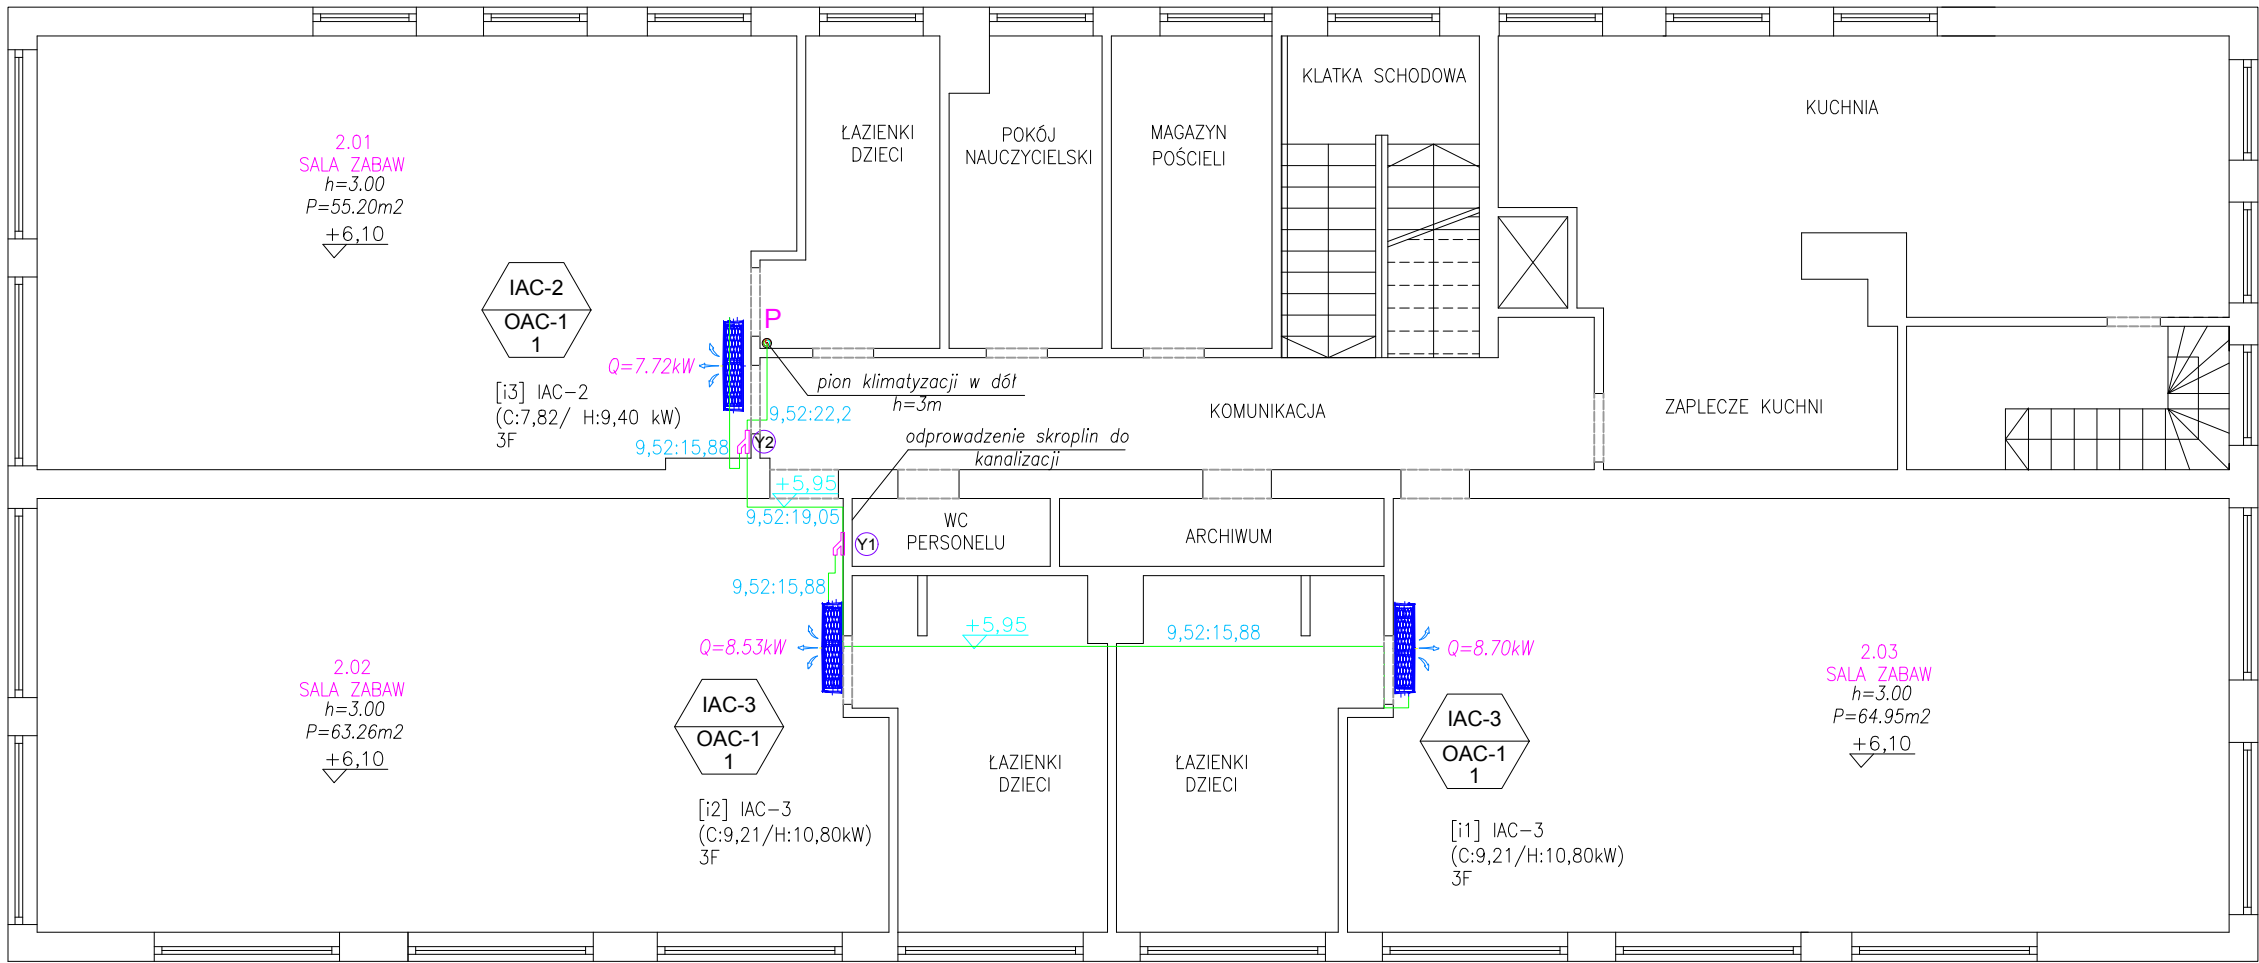 2.01
SALA ZABAW
h=3.00
P=55.20m2
+6,10
IAC-2
OAC-1
1
Q=7.72kW
[i3] IAC-2
(C:7,82/ H:9,40 kW)
3F
P
pion klimatyzacji w dół
h=3m
9,52:22,2
9,52:15,88
Y2
odprowadzenie skroplin do
kanalizacji
ŁAZIENKI
DZIECI
POKÓJ
NAUCZYCIELSKI
MAGAZYN
POŚCIELI
KLATKA SCHODOWA
KUCHNIA
KOMUNIKACJA
ZAPLECZE KUCHNI
+5,95
9,52:19,05
Y1
WC
PERSONELU
ARCHIWUM
9,52:15,88
Q=8.53kW
+5,95
9,52:15,88
Q=8.70kW
2.02
SALA ZABAW
h=3.00
P=63.26m2
+6,10
IAC-3
OAC-1
1
[i2] IAC-3
(C:9,21/H:10,80kW)
3F
ŁAZIENKI
DZIECI
ŁAZIENKI
DZIECI
IAC-3
OAC-1
1
[i1] IAC-3
(C:9,21/H:10,80kW)
3F
2.03
SALA ZABAW
h=3.00
P=64.95m2
+6,10